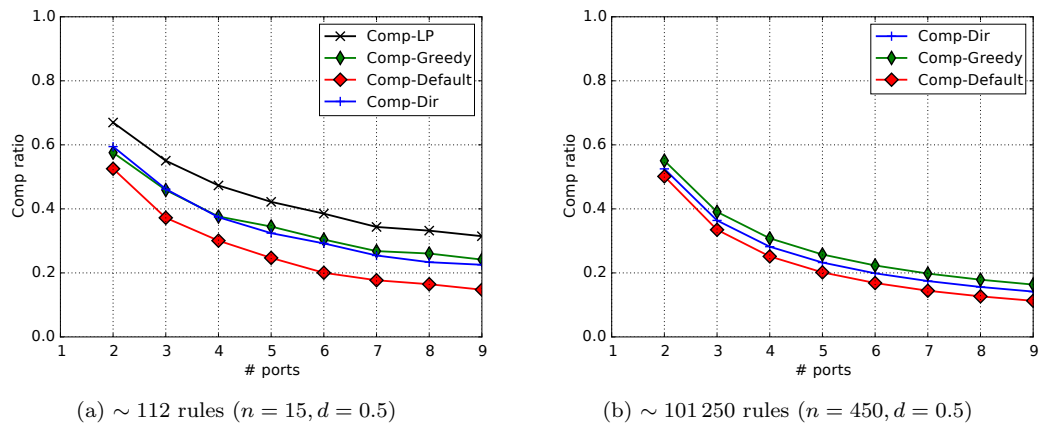 1.0
0.8
0.6
0.4
0.2
0.0
Comp ratio
1 2 3 4 5 6 7 8 9
# ports
Comp-LP
Comp-Greedy
Comp-Default
Comp-Dir
(a) ∼ 112 rules (n = 15, d = 0.5)
1.0
0.8
0.6
0.4
0.2
0.0
Comp ratio
1 2 3 4 5 6 7 8 9
# ports
Comp-Dir
Comp-Greedy
Comp-Default
(b) ∼ 101 250 rules (n = 450, d = 0.5)